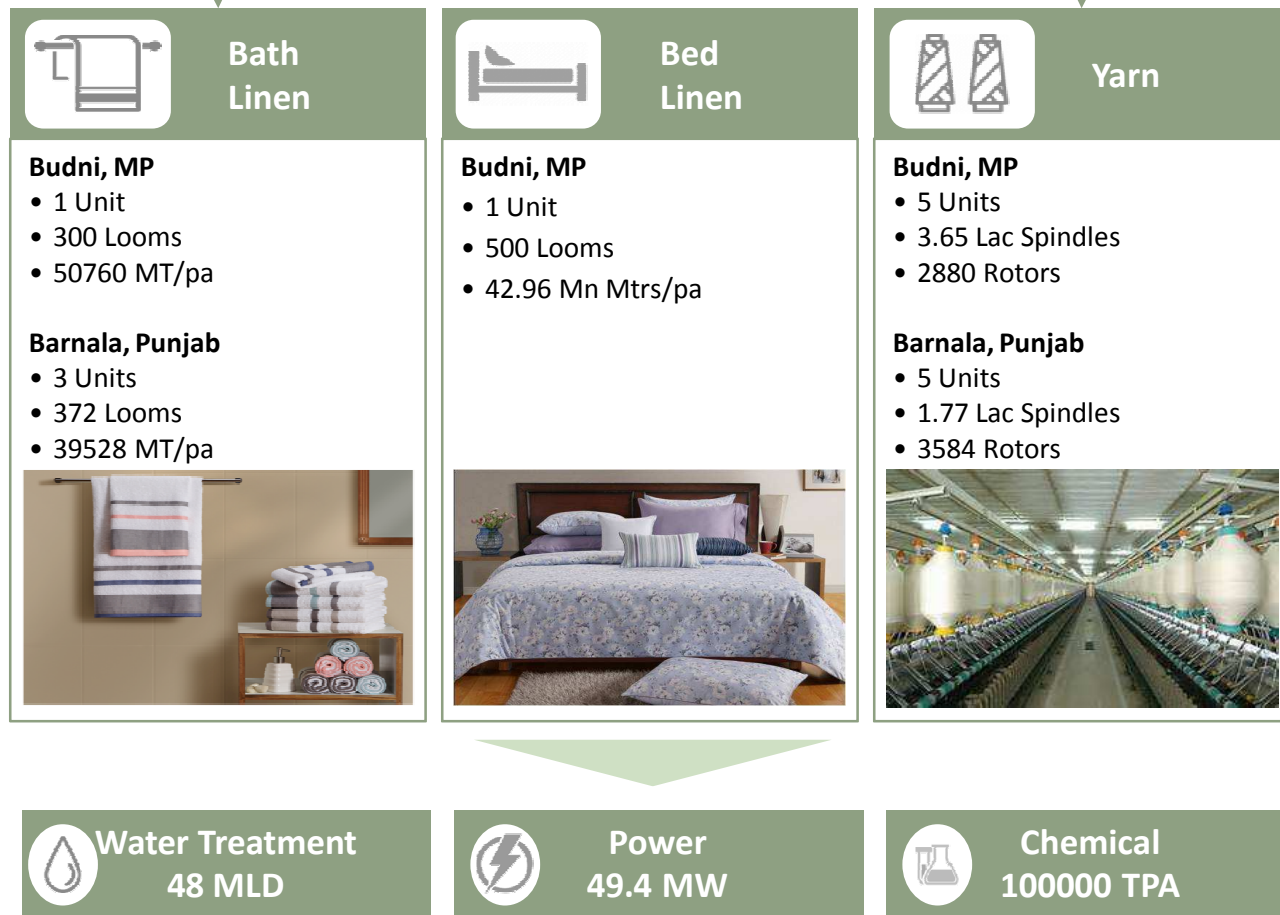 Bath
Linen
Budni, MP
• 1 Unit
• 300 Looms
• 50760 MT/pa
Barnala, Punjab
• 3 Units
• 372 Looms
• 39528 MT/pa
Bed
Linen
Budni, MP
• 1 Unit
• 500 Looms
• 42.96 Mn Mtrs/pa
Yarn
Budni, MP
• 5 Units
• 3.65 Lac Spindles
• 2880 Rotors
Barnala, Punjab
• 5 Units
• 1.77 Lac Spindles
• 3584 Rotors
Water Treatment
48 MLD
Power
49.4 MW
Chemical
100000 TPA